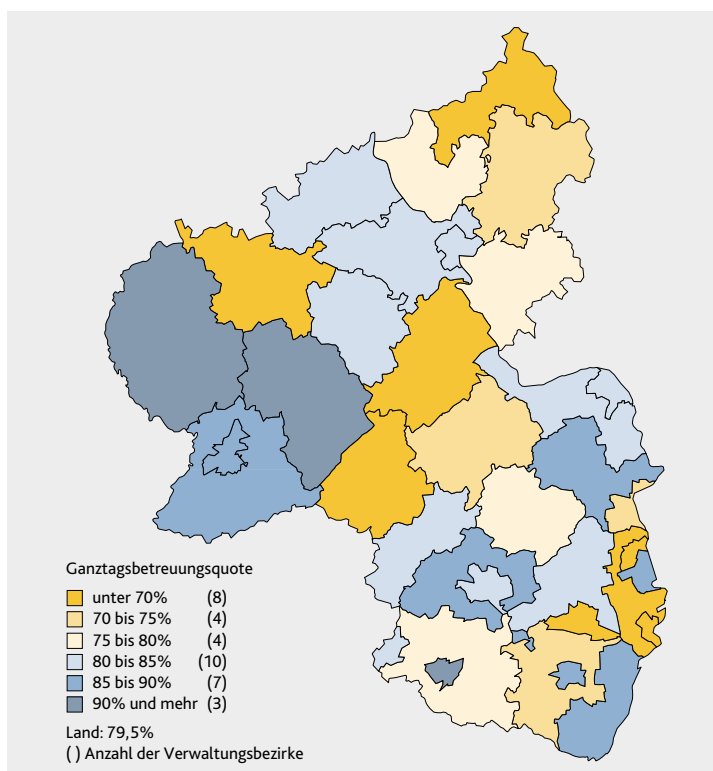 Ganztagsbetreuungsquote
unter 70% (8)
70 bis 75% (4)
75 bis 80% (4)
80 bis 85% (10)
85 bis 90% (7)
90% und mehr (3)
Land: 79,5%
( ) Anzahl der Verwaltungsbezirke